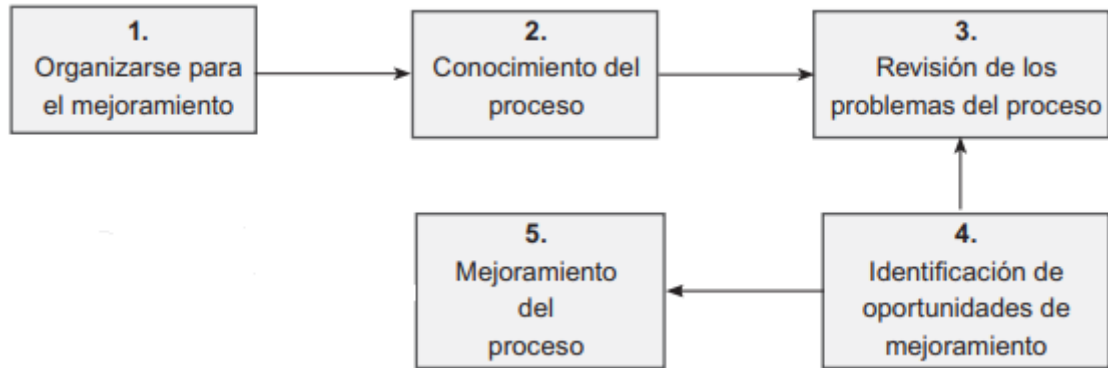 1.
Organizarse para
el mejoramiento
2.
Conocimiento del
proceso
3.
Revisión de los
problemas del proceso
4.
Identificación de
oportunidades de
mejoramiento
5.
Mejoramiento
del
proceso